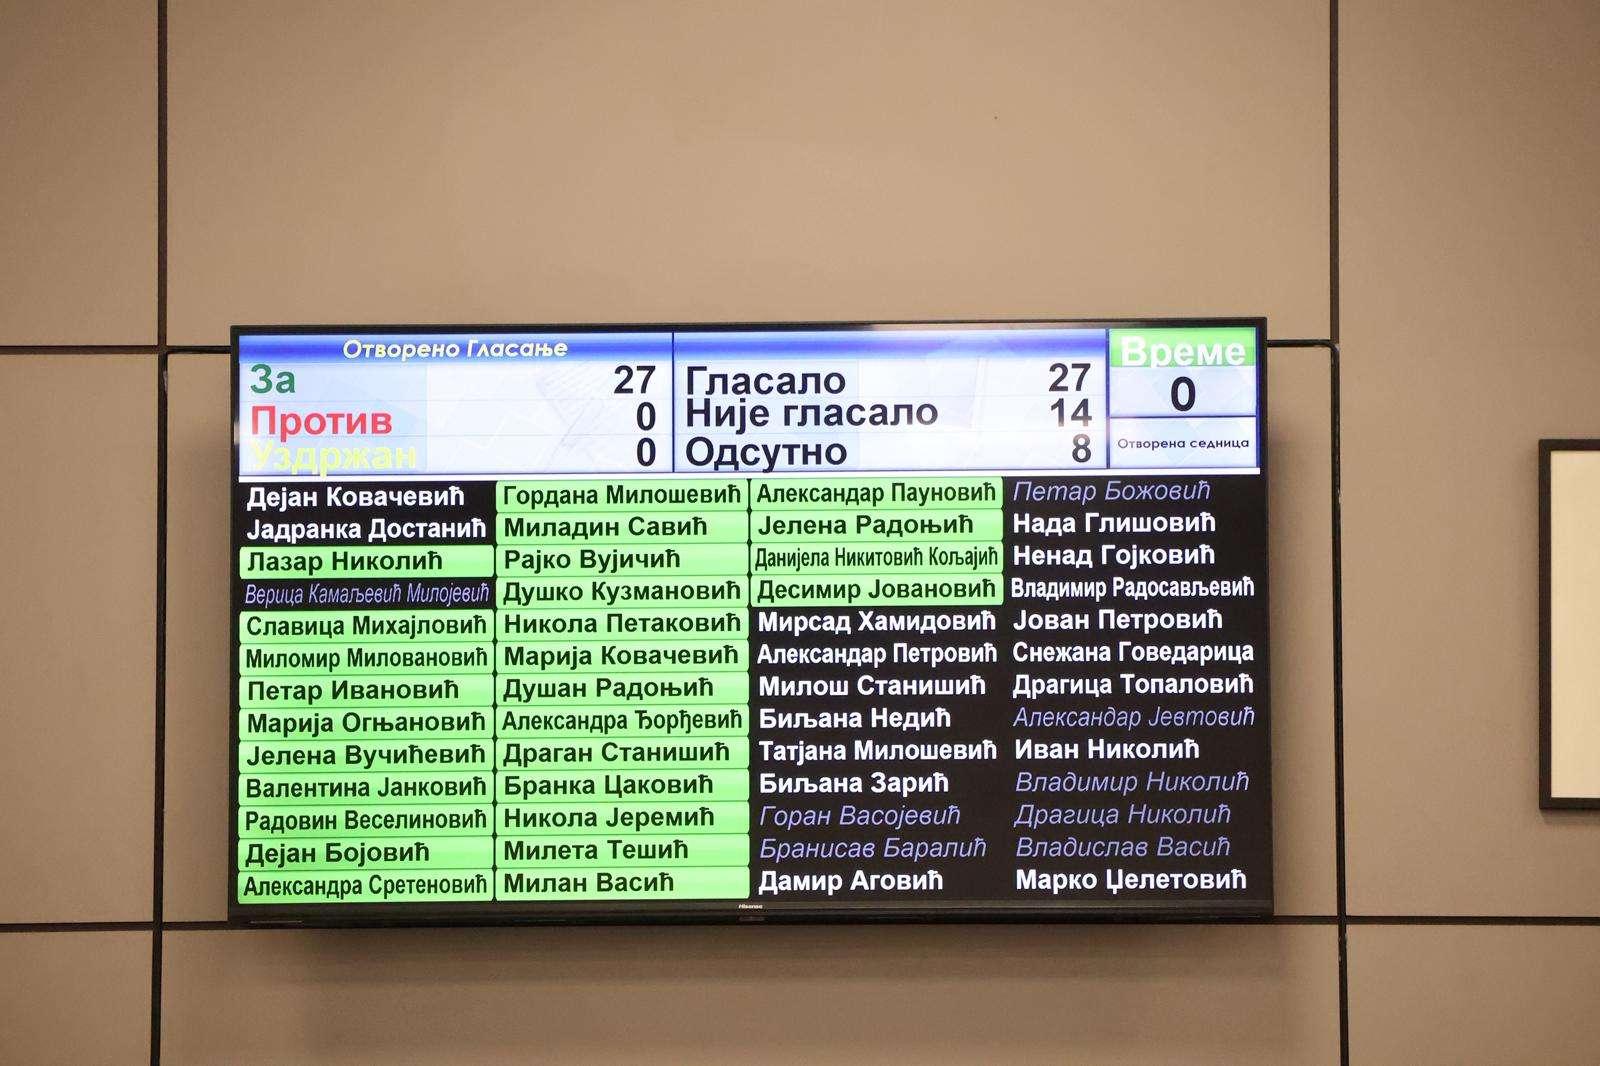 Отворено Гласање
За 27
Против 0
Уздржан 0
Гласало 27
Није гласало 14
Одсутно 8
Време
0
Отворена седница
Дејан Ковачевић
Јадранка Достанић
Лазар Николић
Верица Камаљевић Милојевић
Славица Михајловић
Миломир Миловановић
Петар Ивановић
Марија Огњановић
Јелена Вучићевић
Валентина Јанковић
Радовин Веселиновић
Дејан Бојовић
Александра Сретеновић
Гордана Милошевић
Миладин Савић
Рајко Вујичић
Душко Кузмановић
Никола Петаковић
Марија Ковачевић
Душан Радоњић
Александра Ђорђевић
Драган Станишић
Бранка Цаковић
Никола Јеремић
Милета Тешић
Милан Васић
Александар Пауновић
Јелена Радоњић
Данијела Никитовић Кољајић
Десимир Јовановић
Мирсад Хамидовић
Александар Петровић
Милош Станишић
Биљана Недић
Татјана Милошевић
Биљана Зарић
Горан Васојевић
Бранисав Баралић
Дамир Аговић
Петар Божовић
Нада Глишовић
Ненад Гојковић
Владимир Радосављевић
Јован Петровић
Снежана Говедарица
Драгица Топаловић
Александар Јевтовић
Иван Николић
Владимир Николић
Драгица Николић
Владислав Васић
Марко Џелетовић
Hisense